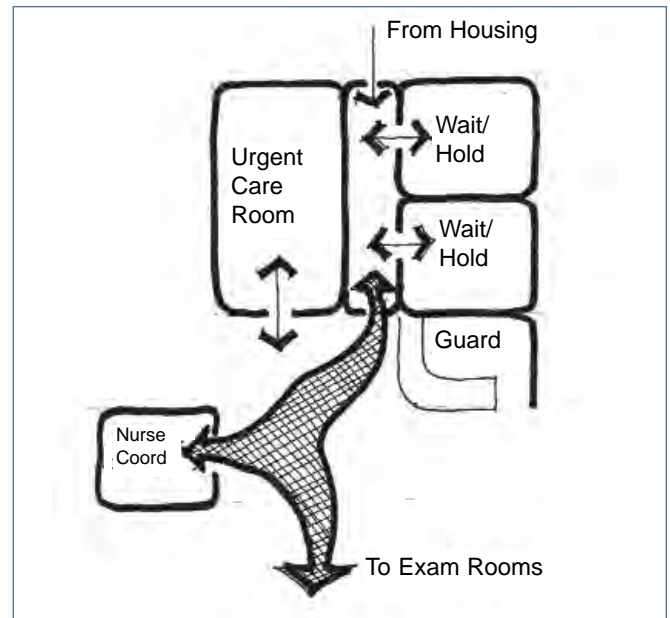 From Housing
Wait/
Hold
Urgent
Care
Room
Wait/
Hold
Guard
Nurse
Coord
To Exam Rooms